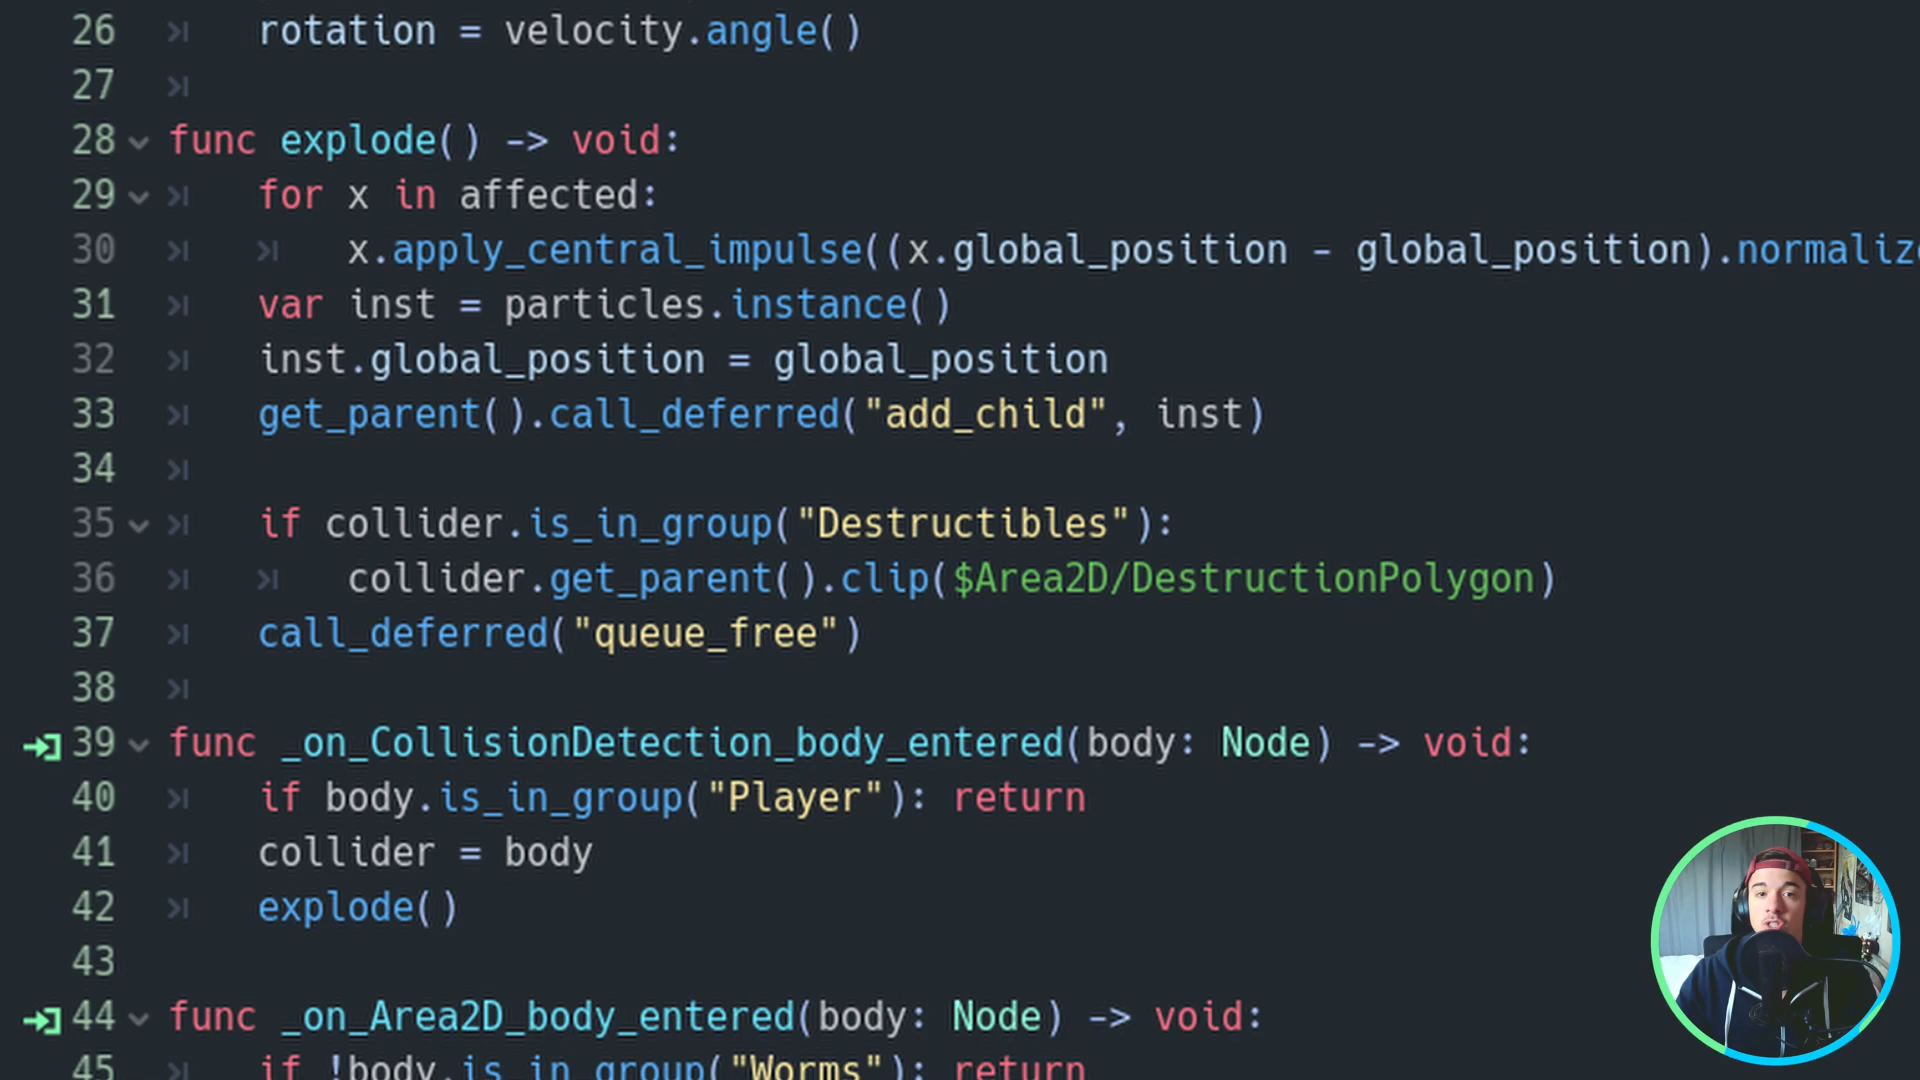 26 rotation = velocity.angle()
27
28 func explode() -> void:
29 for x in affected:
30 x.apply_central_impulse((x.global_position - global_position).normaliz
31 var inst = particles.instance()
32 inst.global_position = global_position
33 get_parent().call_deferred("add_child", inst)
34
35 if collider.is_in_group("Destructibles"):
36 collider.get_parent().clip($Area2D/DestructionPolygon)
37 call_deferred("queue_free")
38
39 func _on_CollisionDetection_body_entered(body: Node) -> void:
40 if body.is_in_group("Player"): return
41 collider = body
42 explode()
43
44 func _on_Area2D_body_entered(body: Node) -> void:
45 if !body.is_in_group("Worms"): return